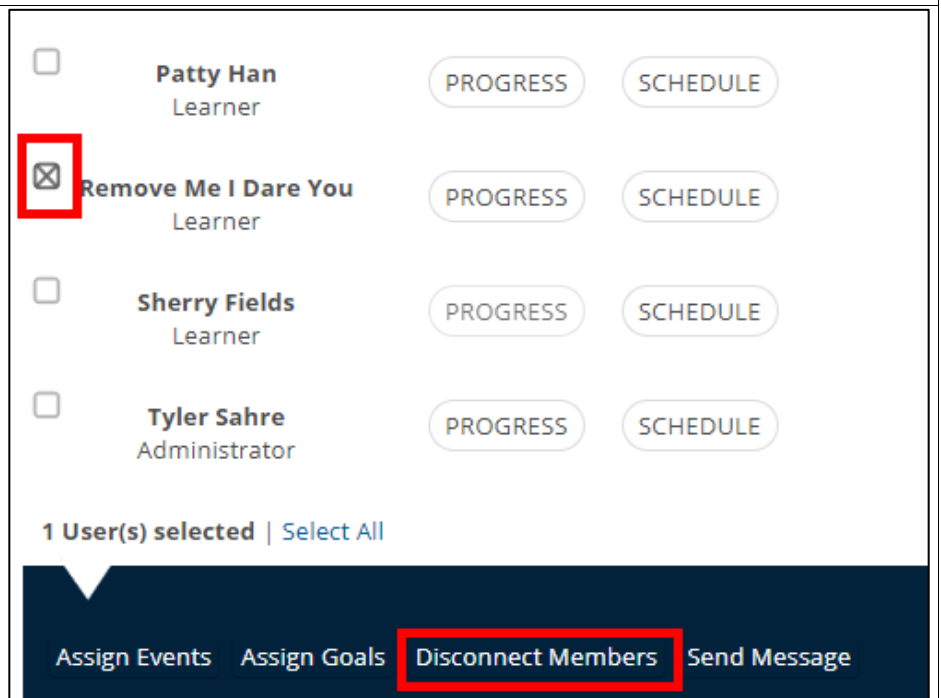 Patty Han PROGRESS SCHEDULE
Learner
Remove Me I Dare You PROGRESS SCHEDULE
Learner
Sherry Fields PROGRESS SCHEDULE
Learner
Tyler Sahre PROGRESS SCHEDULE
Administrator
1 User(s) selected | Select All
Assign Events Assign Goals Disconnect Members Send Message